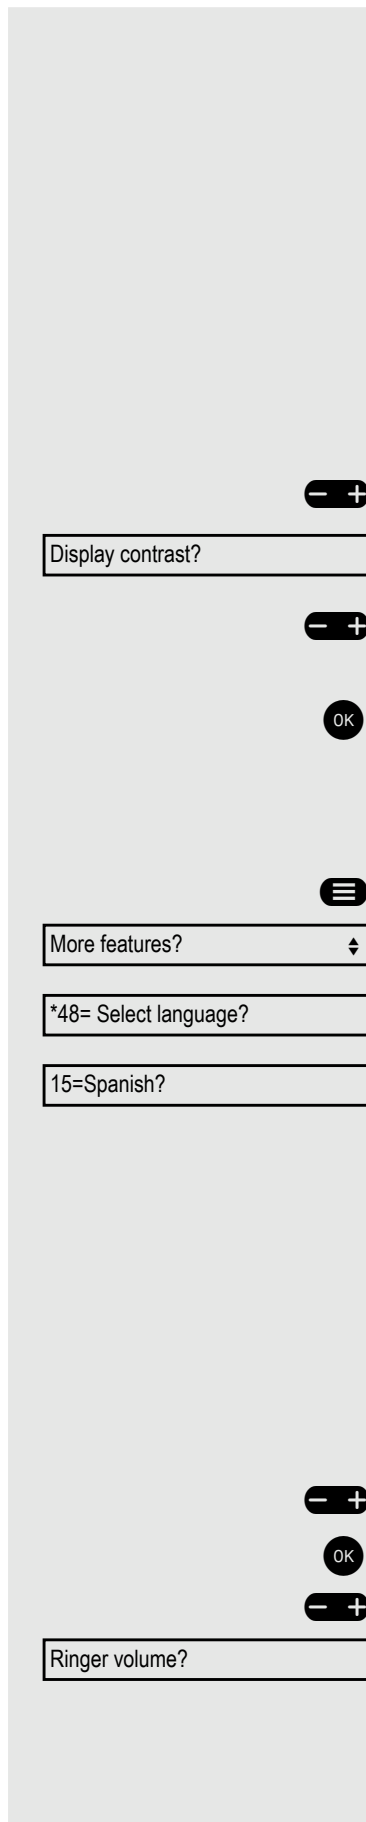 − +
Display contrast?
− +
OK
More features?
*48= Select language?
15=Spanish?
− +
OK
− +
Ringer volume?